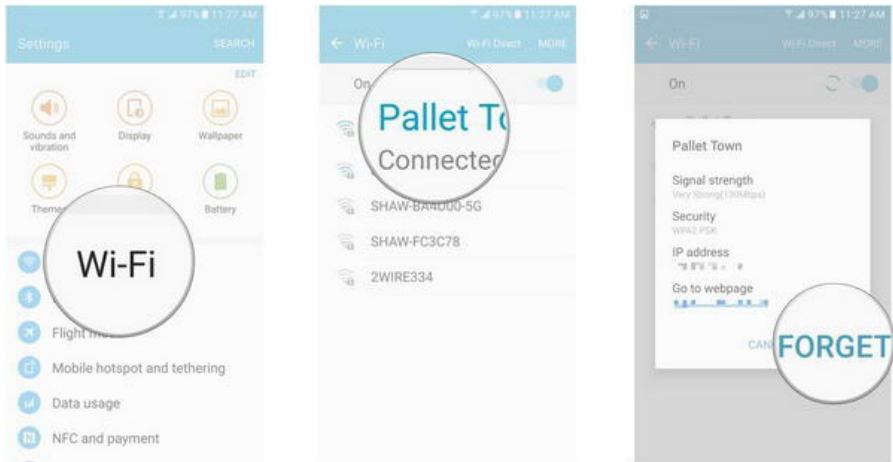 97% 11:27 AM
Settings
SEARCH
EDIT
Sounds and vibration
Display
Wallpaper
Themes
Battery
Wi-Fi
Flight
Mobile hotspot and tethering
Data usage
NFC and payment
97% 11:27 AM
Wi-Fi
Wi-Fi Direct
MORE
On
Pallet To
Connected
SHAW-BA4D00-5G
SHAW-FC3C78
2WIRE334
97% 11:27 AM
Wi-Fi
Wi-Fi Direct
MORE
On
Pallet Town
Signal strength
Very Strong(130Mbps)
Security
WPA2 PSK
IP address
Go to webpage
FORGET